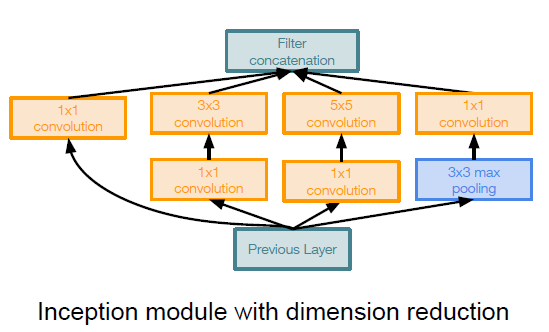 Filter
concatenation
1x1
convolution
3x3
convolution
5x5
convolution
1x1
convolution
1x1
convolution
1x1
convolution
3x3 max
pooling
Previous Layer
Inception module with dimension reduction